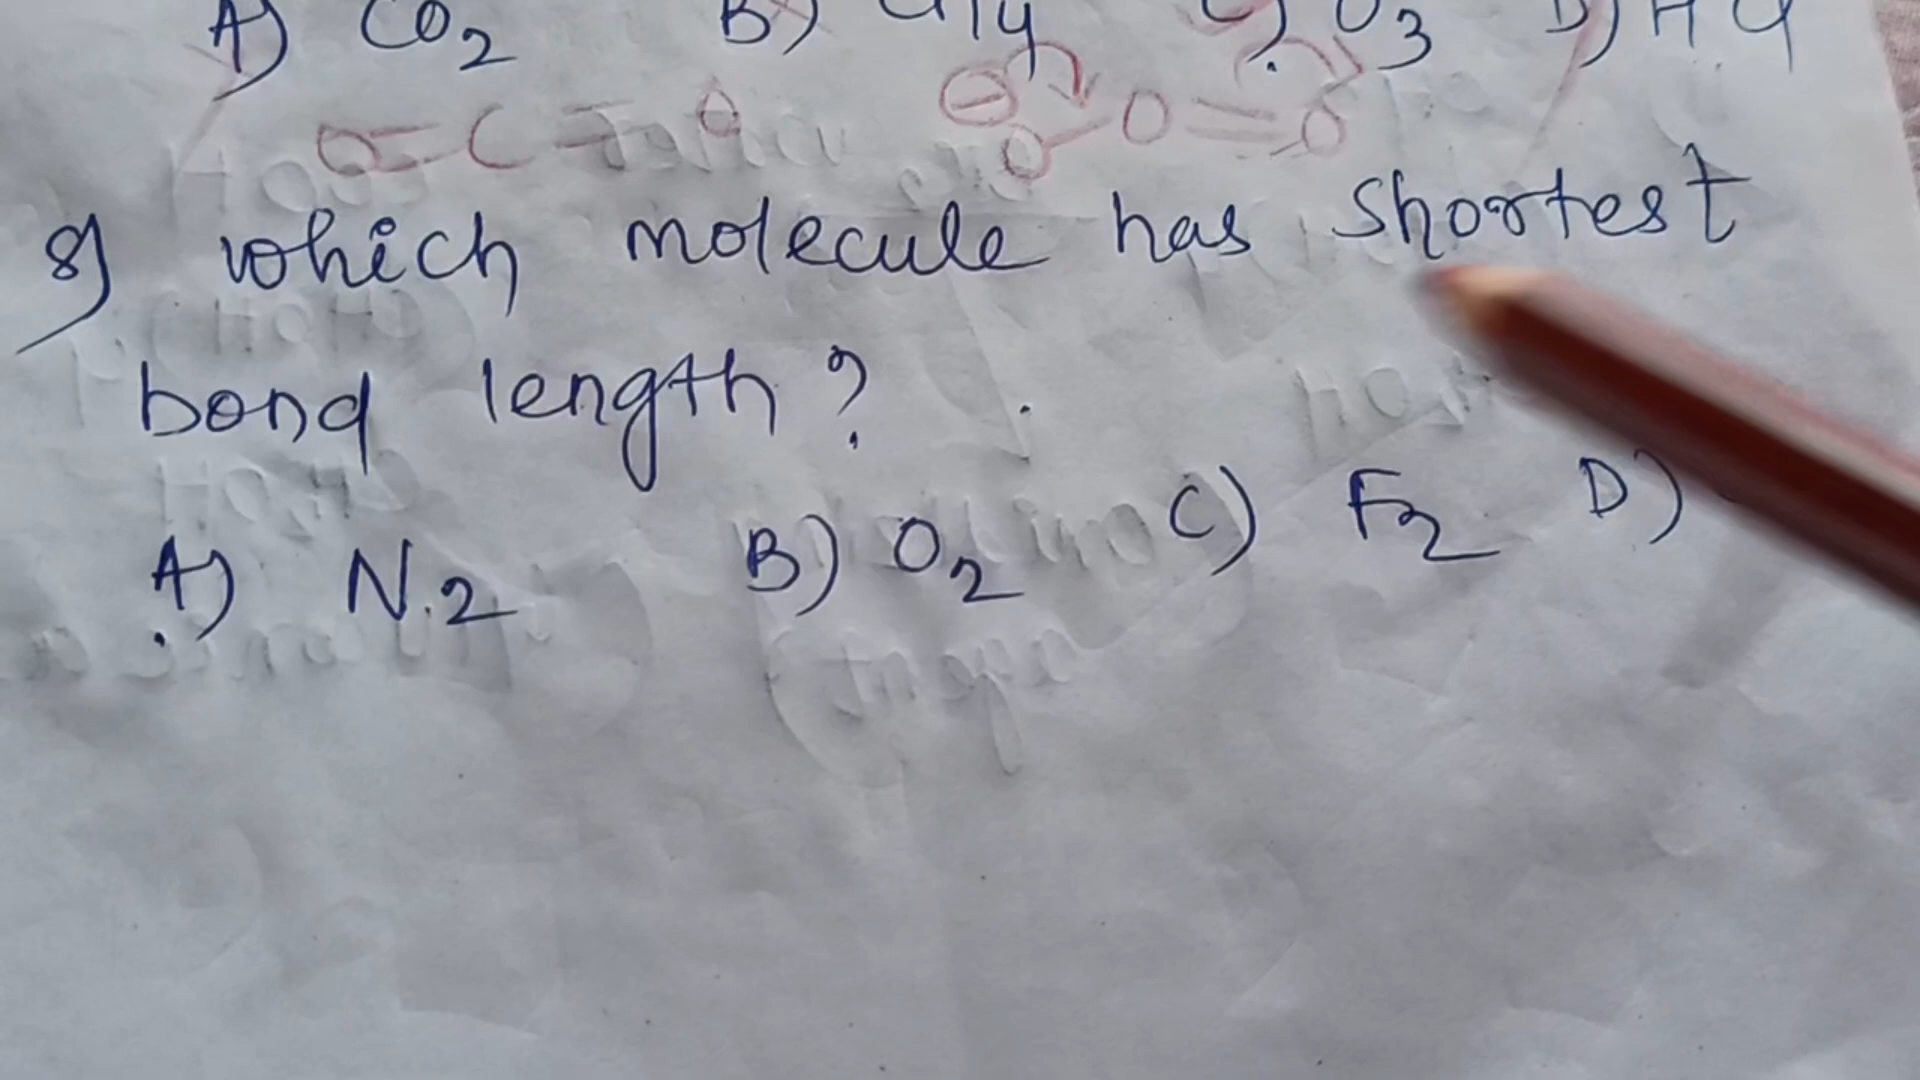 A) CO2 B) CH4 C) O3 D) HCl
O=C=O ⊖ O-O=O
8) which molecule has shortest
bond length?
A) N2 B) O2 C) F2 D)